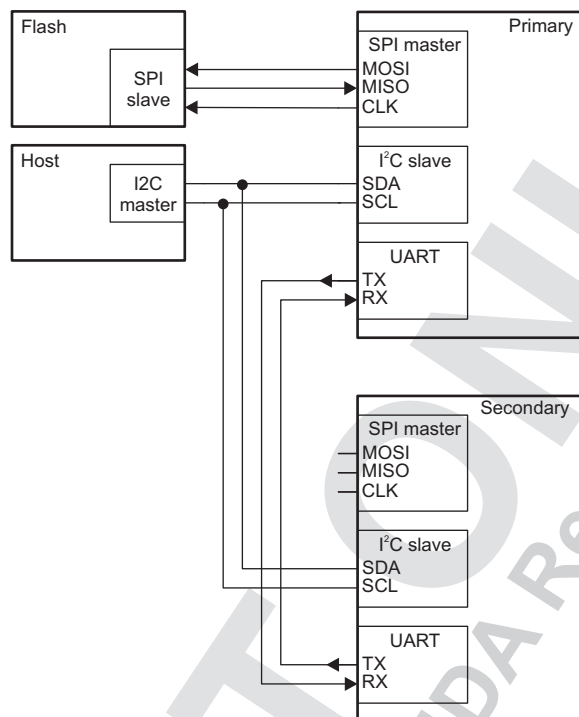 Flash
SPI
slave
Host
I2C
master
Primary
SPI master
MOSI
MISO
CLK
I²C slave
SDA
SCL
UART
TX
RX
Secondary
SPI master
MOSI
MISO
CLK
I²C slave
SDA
SCL
UART
TX
RX